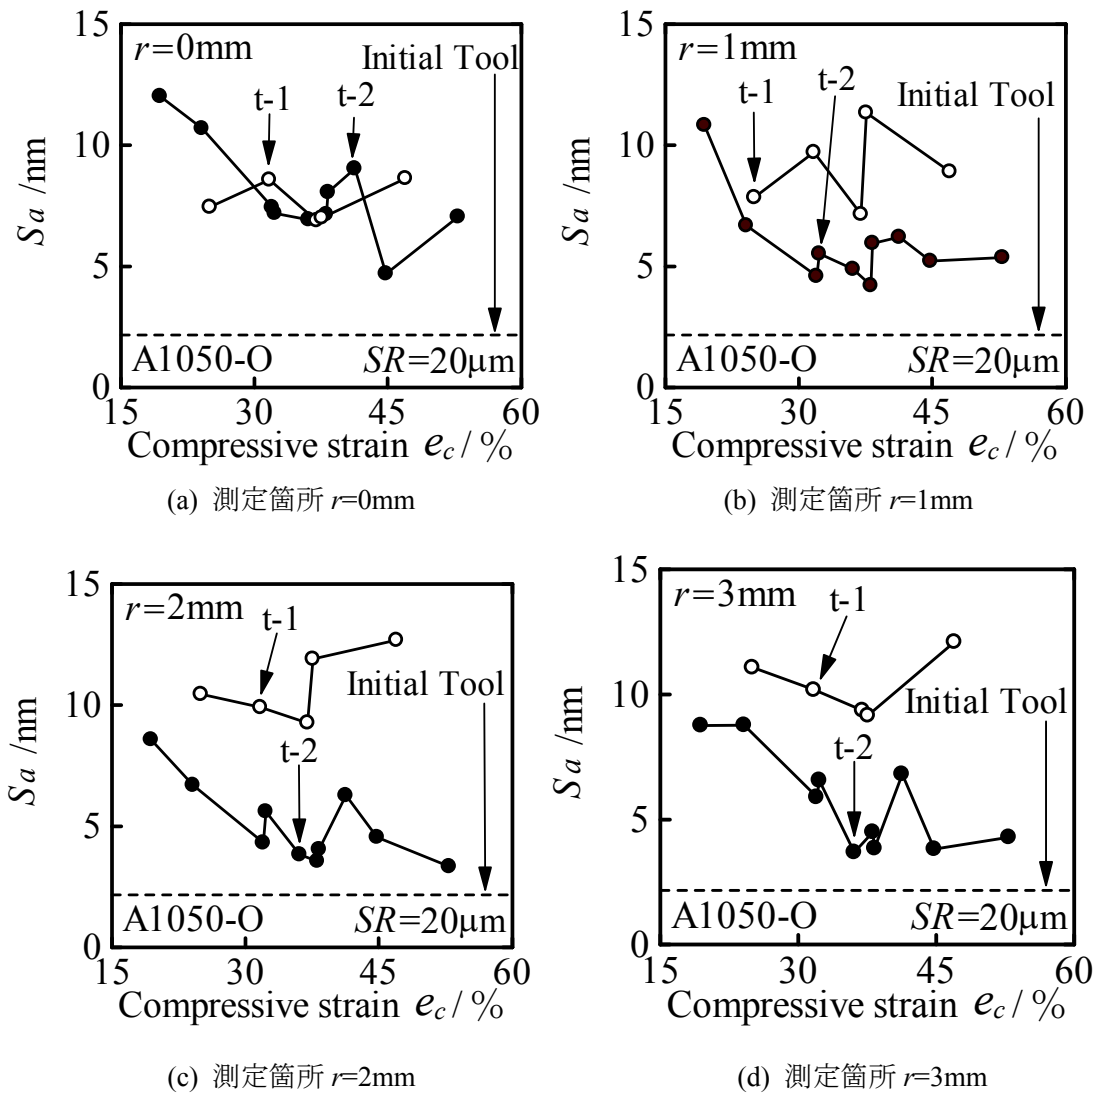 15
r=0mm
Initial Tool
t-1
t-2
10
Sa /nm
5
A1050-O
SR=20μm
0
15
30
45
60
Compressive strain ec / %
(a) 測定箇所 r=0mm
15
r=1mm
t-1
t-2
Initial Tool
10
Sa /nm
5
A1050-O
SR=20μm
0
15
30
45
60
Compressive strain ec / %
(b) 測定箇所 r=1mm
15
r=2mm
t-1
Initial Tool
10
Sa /nm
t-2
5
A1050-O
SR=20μm
0
15
30
45
60
Compressive strain ec / %
(c) 測定箇所 r=2mm
15
r=3mm
t-1
10
Initial Tool
Sa /nm
t-2
5
A1050-O
SR=20μm
0
15
30
45
60
Compressive strain ec / %
(d) 測定箇所 r=3mm